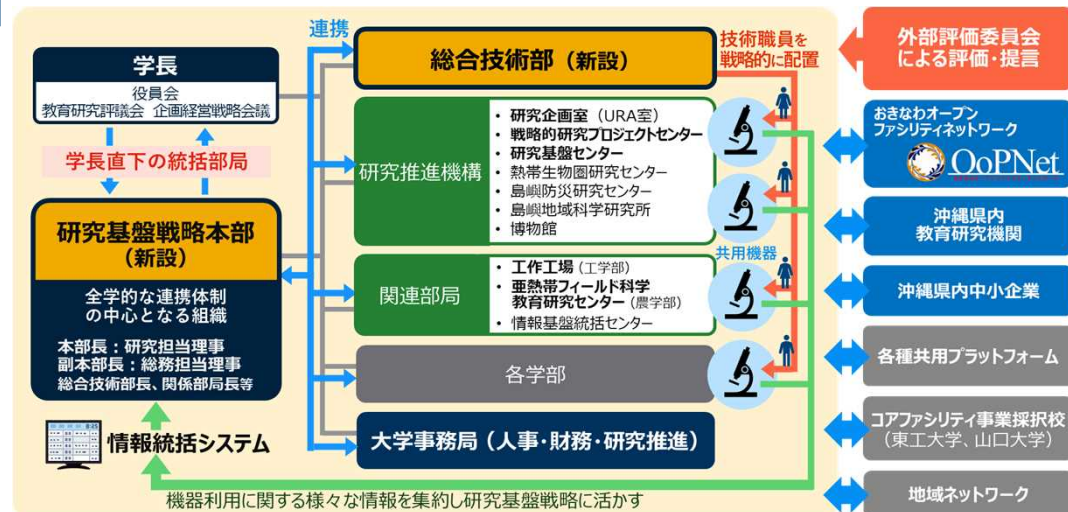 連携
学長
役員会
教育研究評議会 企画経営戦略会議
学長直下の統括部局
研究基盤戦略本部
(新設)
全学的な連携体制
の中心となる組織
本部長:研究担当理事
副本部長:総務担当理事
総合技術部長、関係部局長等
情報統括システム
総合技術部(新設)
技術職員を
戦略的に配置
研究推進機構
・研究企画室(URA室)
・戦略的研究プロジェクトセンター
・研究基盤センター
・熱帯生物圏研究センター
・島嶼防災研究センター
・島嶼地域科学研究所
・博物館
共用機器
関連部局
・工作工場(工学部)
・亜熱帯フィールド科学
教育研究センター(農学部)
・情報基盤統括センター
各学部
大学事務局(人事・財務・研究推進)
機器利用に関する様々な情報を集約し研究基盤戦略に活かす
外部評価委員会
による評価・提言
おきなわオープン
ファシリティネットワーク
OoPNet
沖縄県内
教育研究機関
沖縄県内中小企業
各種共用プラットフォーム
コアファシリティ事業採択校
(東工大学、山口大学)
地域ネットワーク